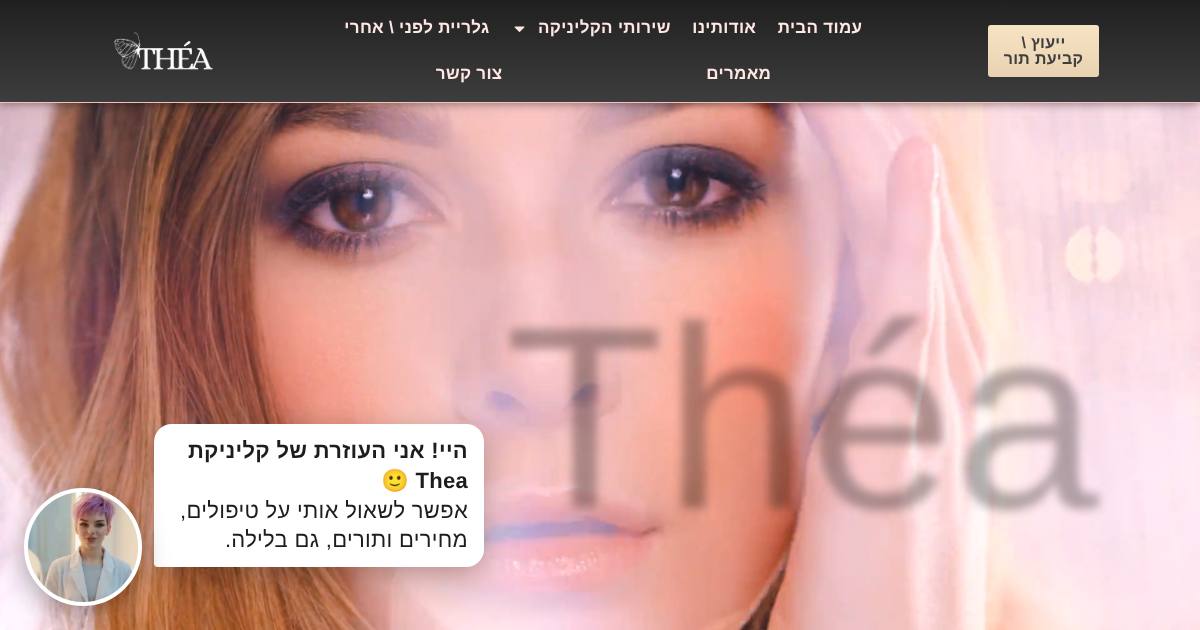 עמוד הבית
אודותינו
שירותי הקליניקה
גלריית לפני \ אחרי
מאמרים
צור קשר
ייעוץ \
קביעת תור
THÉA
Théa
היי! אני העוזרת של קליניקת
Thea 🙂
אפשר לשאול אותי על טיפולים,
מחירים ותורים, גם בלילה.